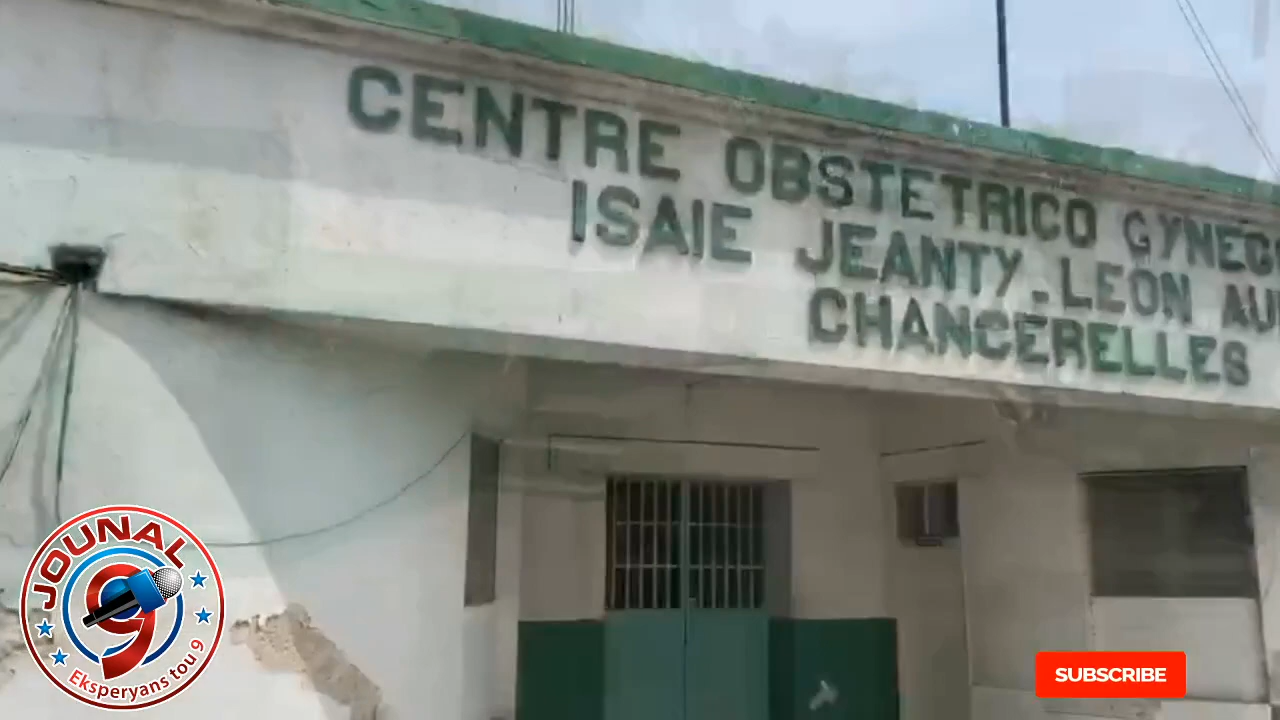 CENTRE OBSTETRICO
ISAIE JEANTY.LEON
CHANCERELLES
JOUNAL
9
Eksperyans tou 9
SUBSCRIBE